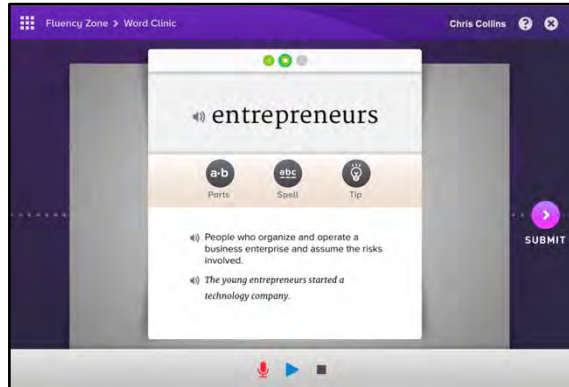 Fluency Zone > Word Clinic
Chris Collins ?
entrepreneurs
a·b
abc
Parts
Spell
Tip
SUBMIT
People who organize and operate a
business enterprise and assume the risks
involved.
The young entrepreneurs started a
technology company.